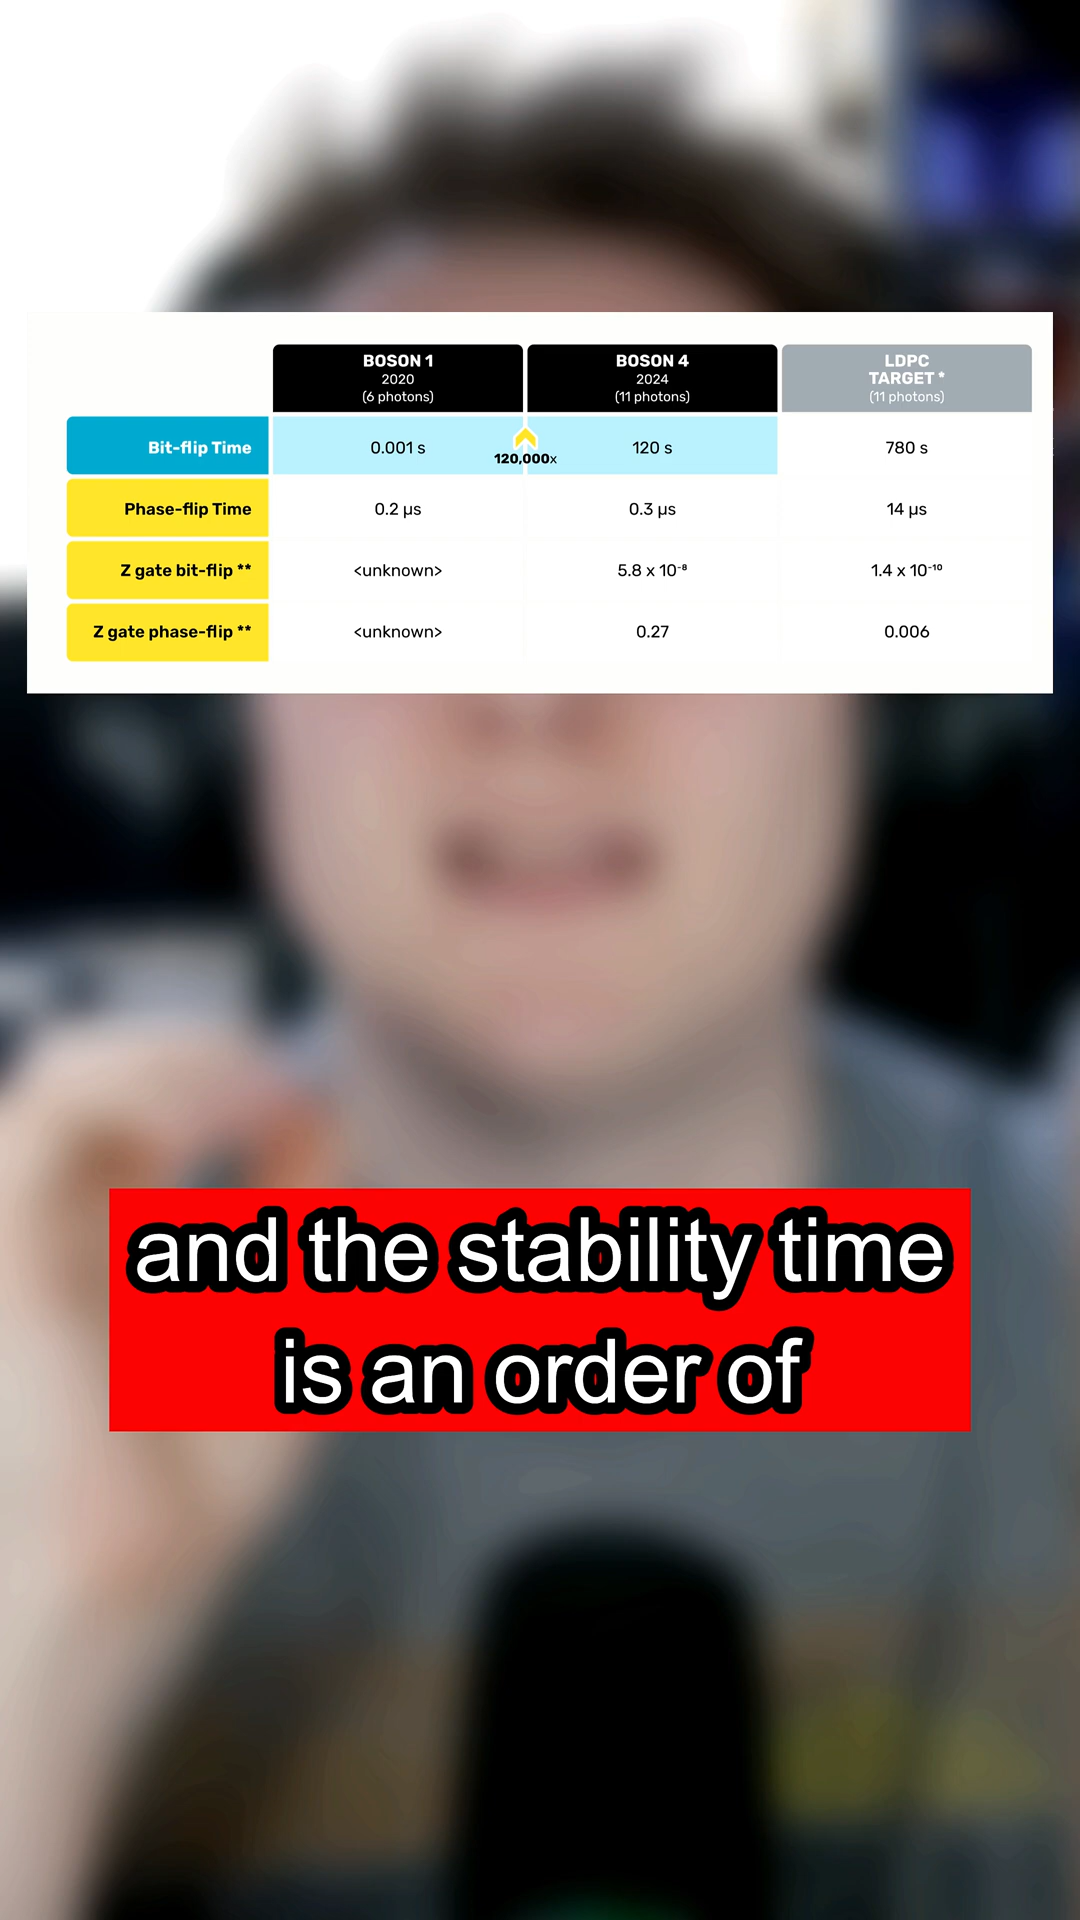 BOSON 1
2020
(6 photons)
BOSON 4
2024
(11 photons)
LDPC
TARGET *
(11 photons)
Bit-flip Time
0.001 s
120,000x
120 s
780 s
Phase-flip Time
0.2 μs
0.3 μs
14 μs
Z gate bit-flip **
<unknown>
5.8 x 10⁻⁸
1.4 x 10⁻¹⁰
Z gate phase-flip **
<unknown>
0.27
0.006
and the stability time
is an order of